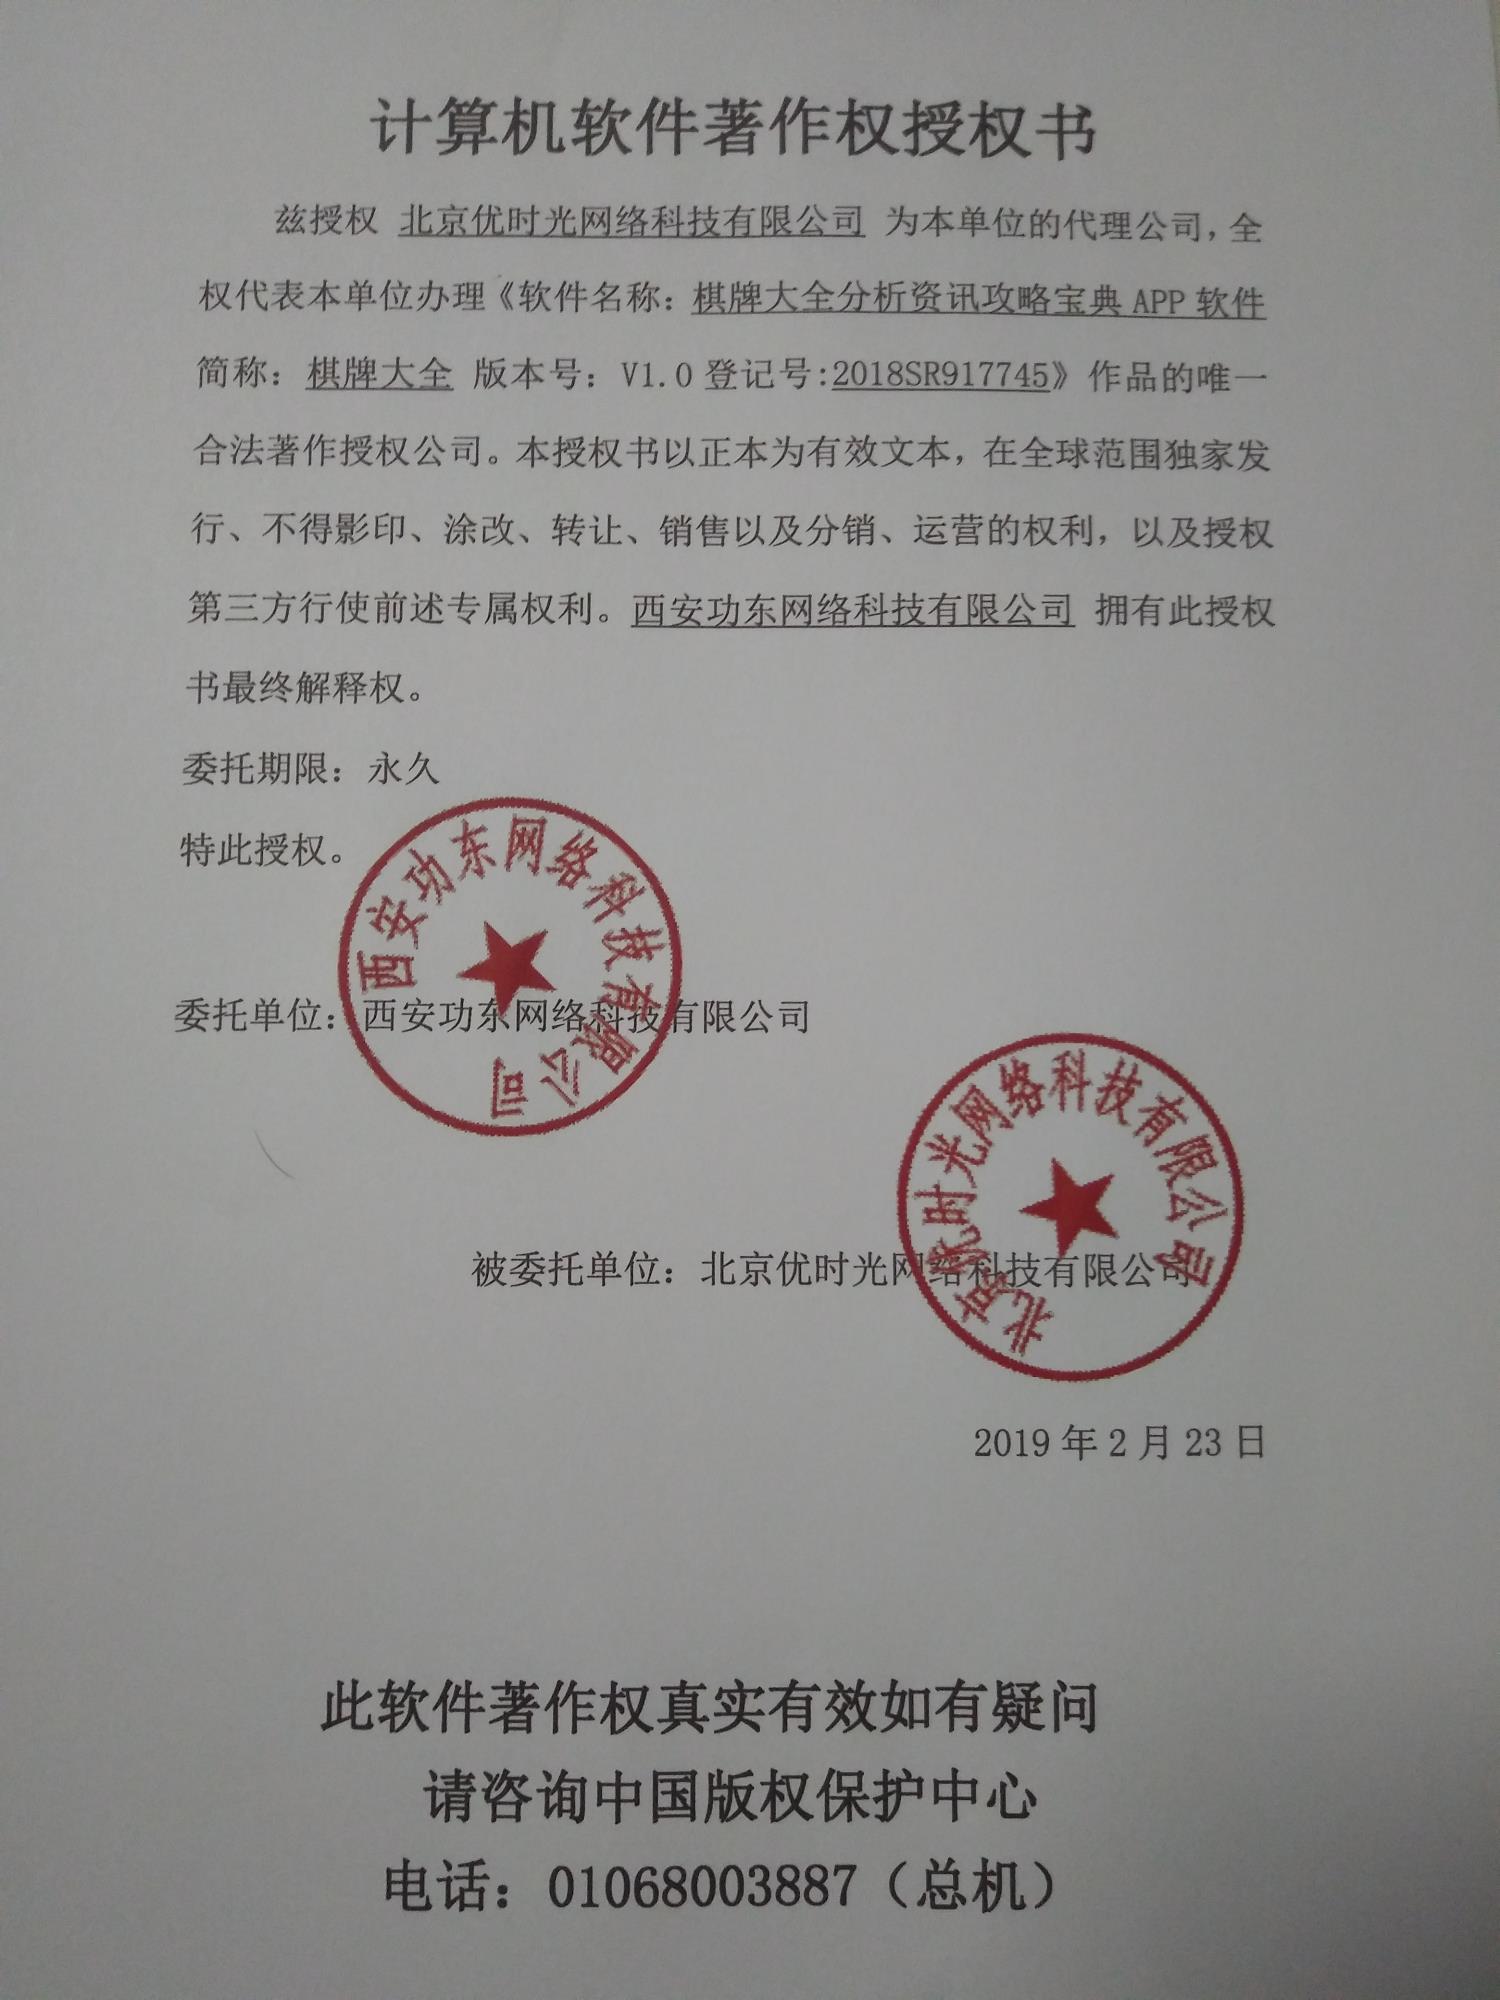 计算机软件著作权授权书
兹授权 北京优时光网络科技有限公司 为本单位的代理公司，全
权代表本单位办理《软件名称：棋牌大全分析资讯攻略宝典 APP 软件
简称：棋牌大全 版本号：V1.0 登记号:2018SR917745》作品的唯一
合法著作授权公司。本授权书以正本为有效文本，在全球范围独家发
行、不得影印、涂改、转让、销售以及分销、运营的权利，以及授权
第三方行使前述专属权利。西安功东网络科技有限公司 拥有此授权
书最终解释权。
委托期限：永久
特此授权。
西安功东网络科技有限公司
委托单位：西安功东网络科技有限公司
北京优时光网络科技有限公司
被委托单位：北京优时光网络科技有限公司
2019 年 2 月 23 日
此软件著作权真实有效如有疑问
请咨询中国版权保护中心
电话：01068003887（总机）